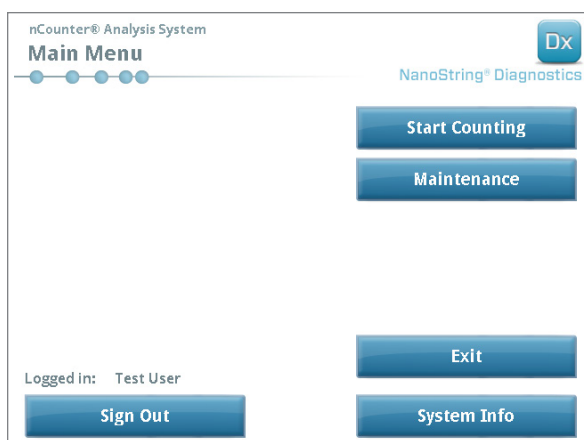 nCounter® Analysis System
Main Menu
Dx
NanoString® Diagnostics
Start Counting
Maintenance
Exit
Logged in: Test User
Sign Out
System Info